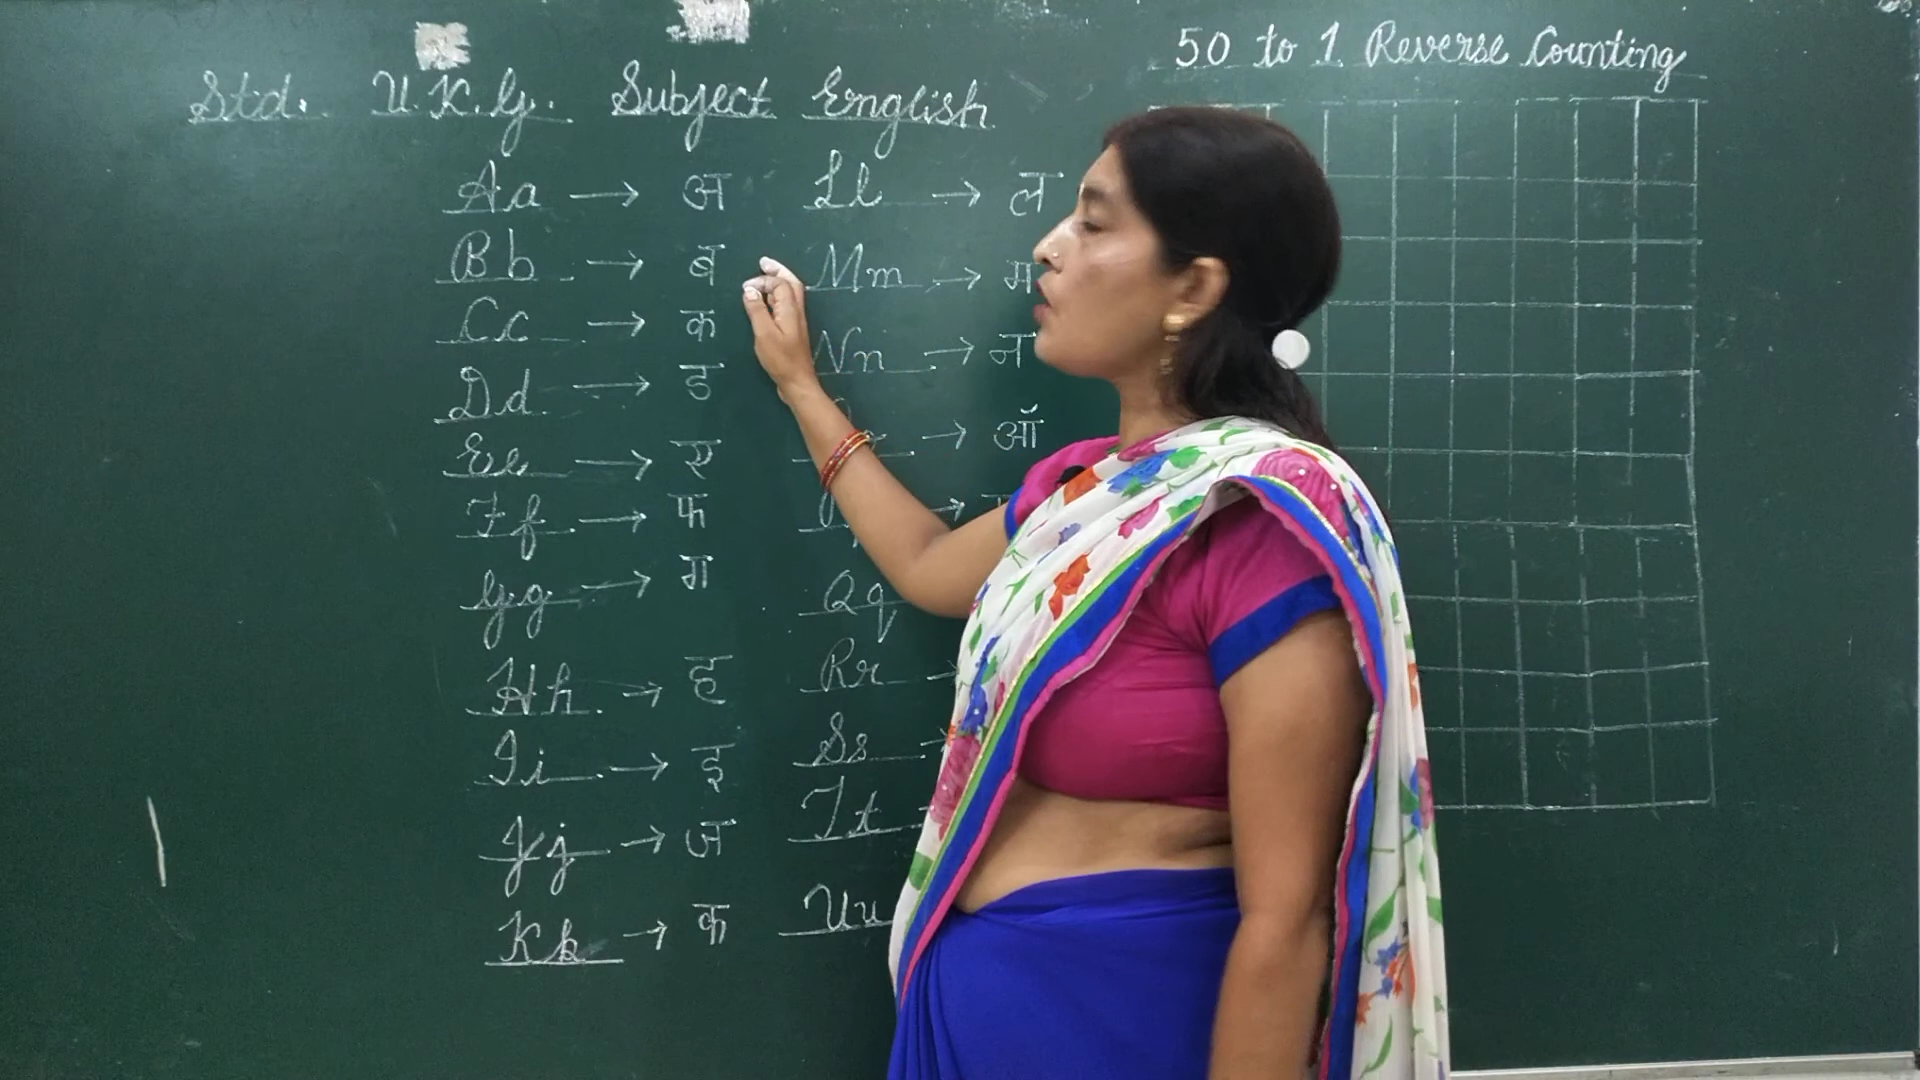 Std. U.K.G. Subject English
Aa → अ
Bb → ब
Cc → क
Dd → ड
Ee → ए
Ff → फ
Gg → ग
Hh → ह
Ii → इ
Jj → ज
Kk → क
Ll → ल
Mm → म
Nn → न
→ ऑ
Qq
Rr
Ss
Tt
Uu
50 to 1 Reverse Counting